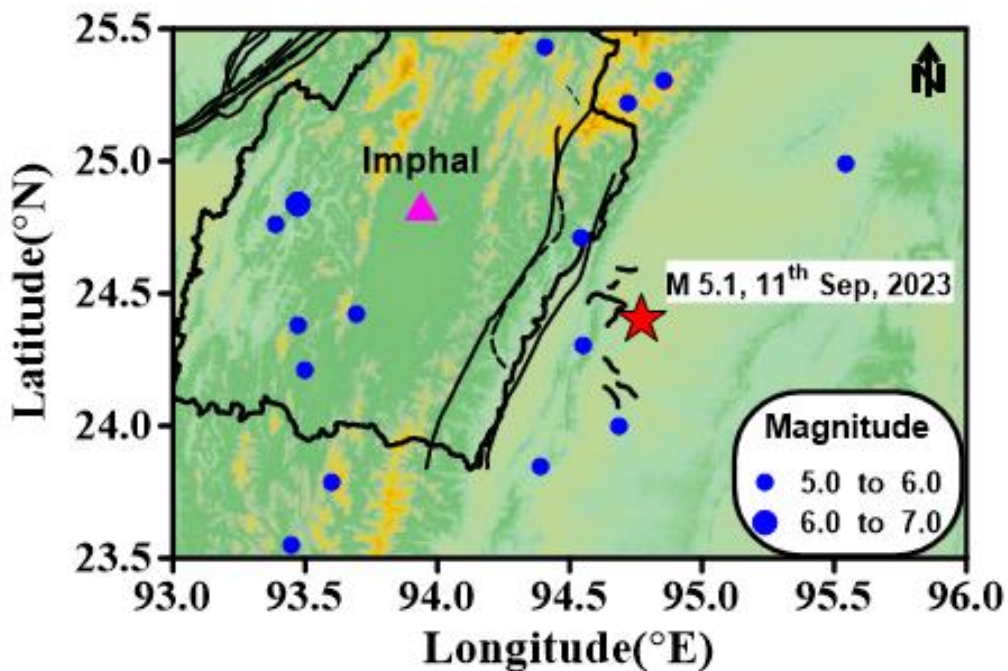 25.5
25.0
24.5
24.0
23.5
Latitude(°N)
N
Imphal
M 5.1, 11th Sep, 2023
Magnitude
5.0 to 6.0
6.0 to 7.0
93.0 93.5 94.0 94.5 95.0 95.5 96.0
Longitude(°E)